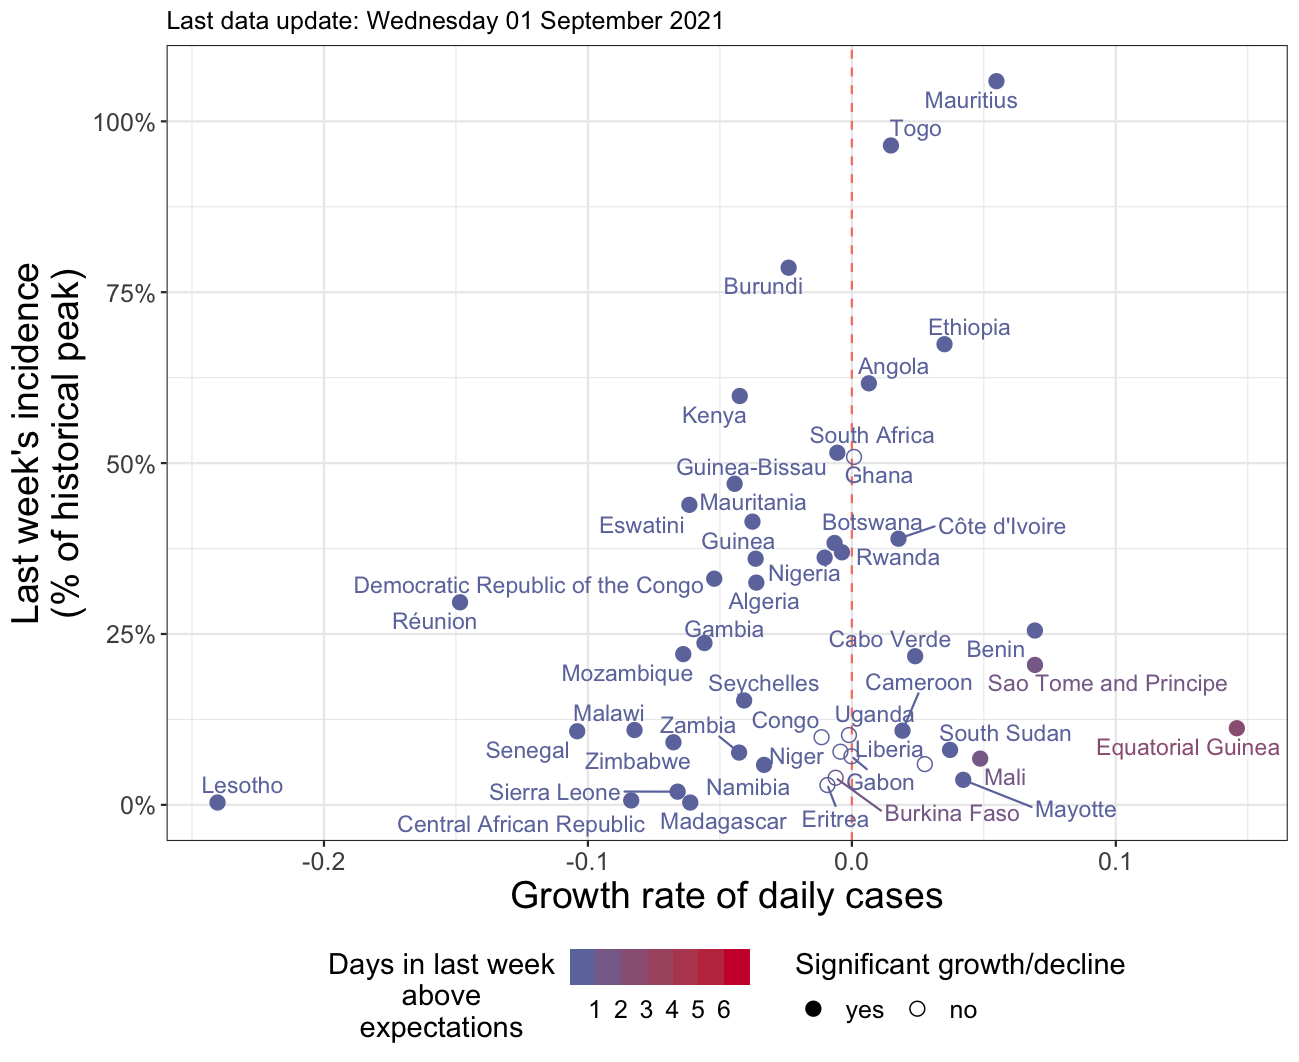 Last data update: Wednesday 01 September 2021
Last week's incidence
(% of historical peak)
100%
75%
50%
25%
0%
Mauritius
Togo
Burundi
Ethiopia
Angola
Kenya
South Africa
Guinea-Bissau
Ghana
Mauritania
Eswatini
Botswana
Côte d'Ivoire
Guinea
Rwanda
Nigeria
Democratic Republic of the Congo
Algeria
Réunion
Gambia
Cabo Verde
Benin
Mozambique
Seychelles
Cameroon
Sao Tome and Principe
Malawi
Zambia
Congo
Uganda
South Sudan
Senegal
Zimbabwe
Niger
Liberia
Equatorial Guinea
Lesotho
Sierra Leone
Namibia
Gabon
Mali
Central African Republic
Madagascar
Eritrea
Burkina Faso
Mayotte
-0.2
-0.1
0.0
0.1
Growth rate of daily cases
Days in last week
above
expectations
1 2 3 4 5 6
Significant growth/decline
yes
no